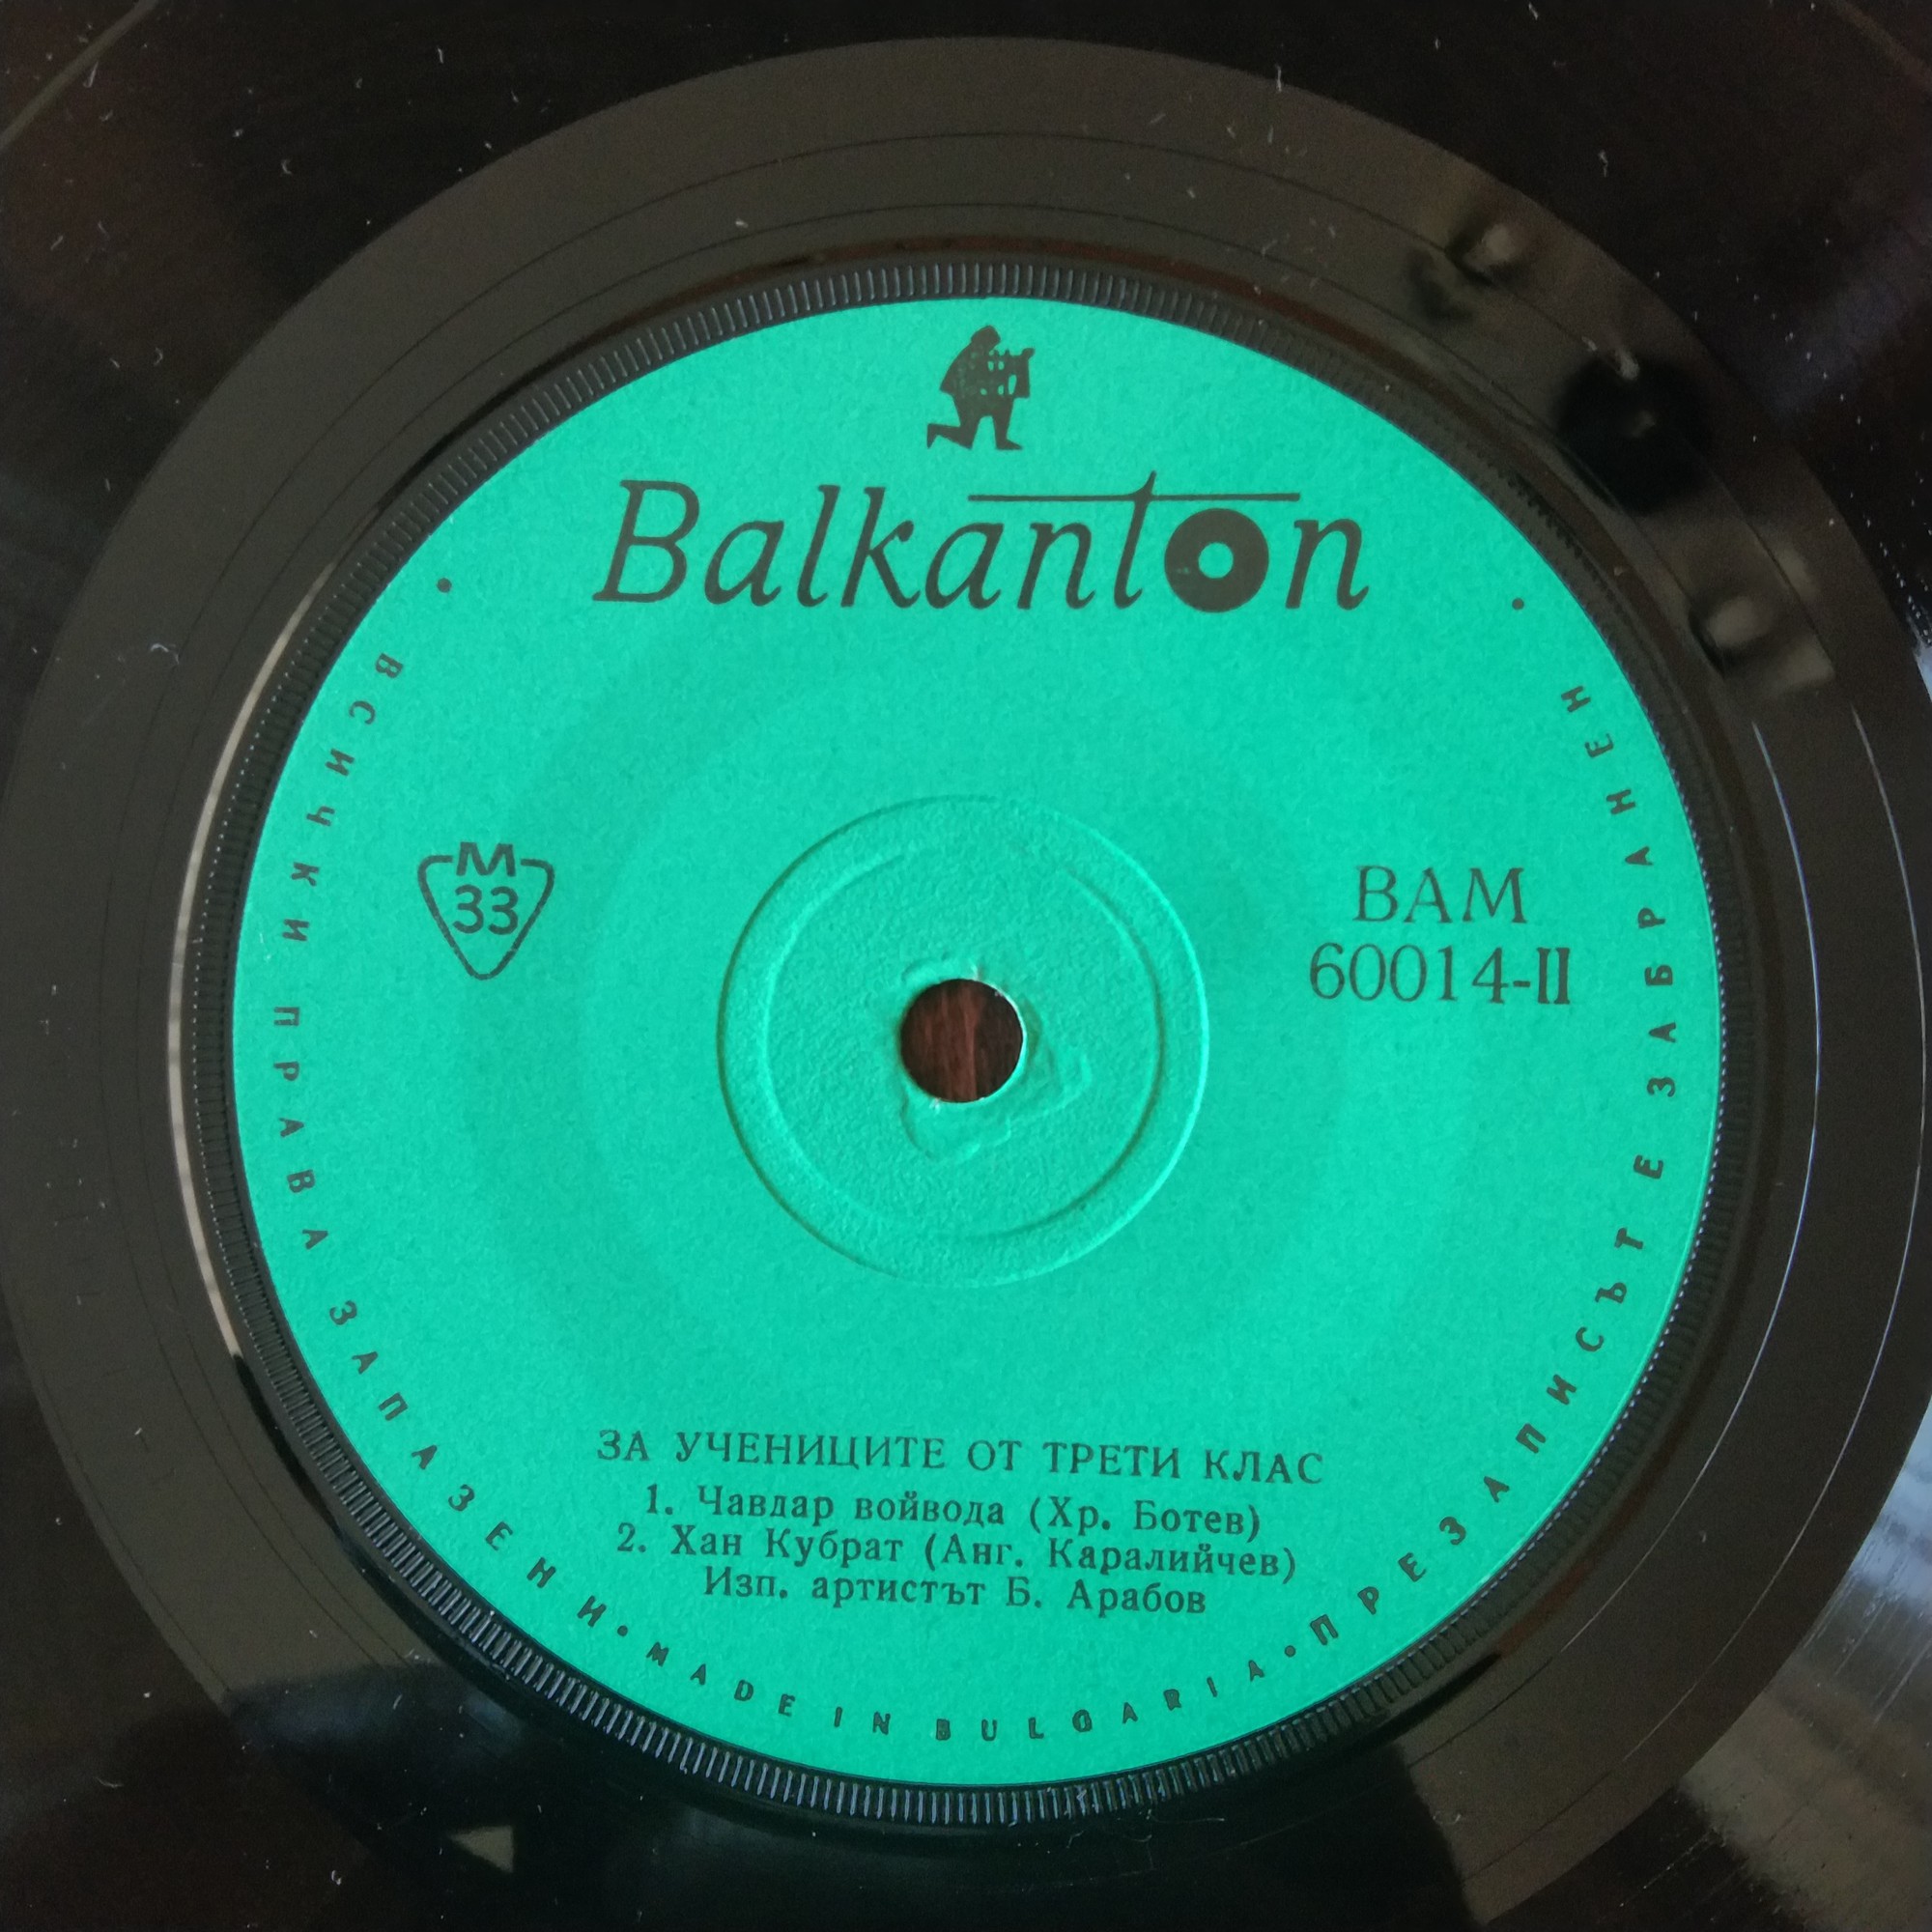 Balkanton
M
33
ВАМ
60014-II
ЗА УЧЕНИЦИТЕ ОТ ТРЕТИ КЛАС
1. Чавдар войвода (Хр. Ботев)
2. Хан Кубрат (Анг. Каралийчев)
Изп. артистът Б. Арабов
• ВСИЧКИ ПРАВА ЗАПАЗЕНИ • MADE IN BULGARIA • ПРЕЗАПИСЪТ Е ЗАБРАНЕН •